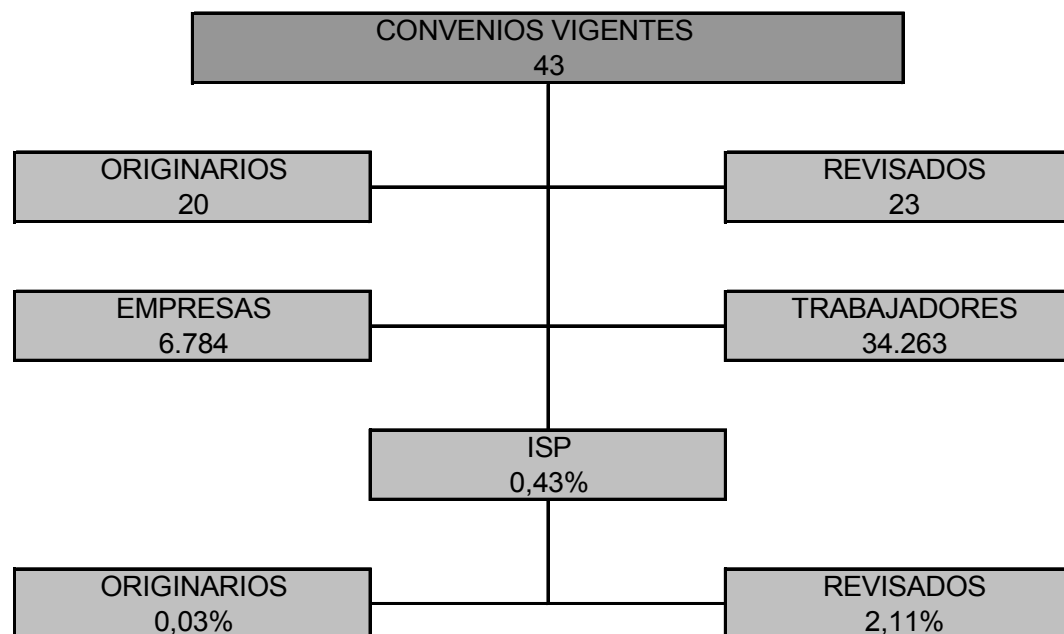 CONVENIOS VIGENTES
43
ORIGINARIOS
20
REVISADOS
23
EMPRESAS
6.784
TRABAJADORES
34.263
ISP
0,43%
ORIGINARIOS
0,03%
REVISADOS
2,11%